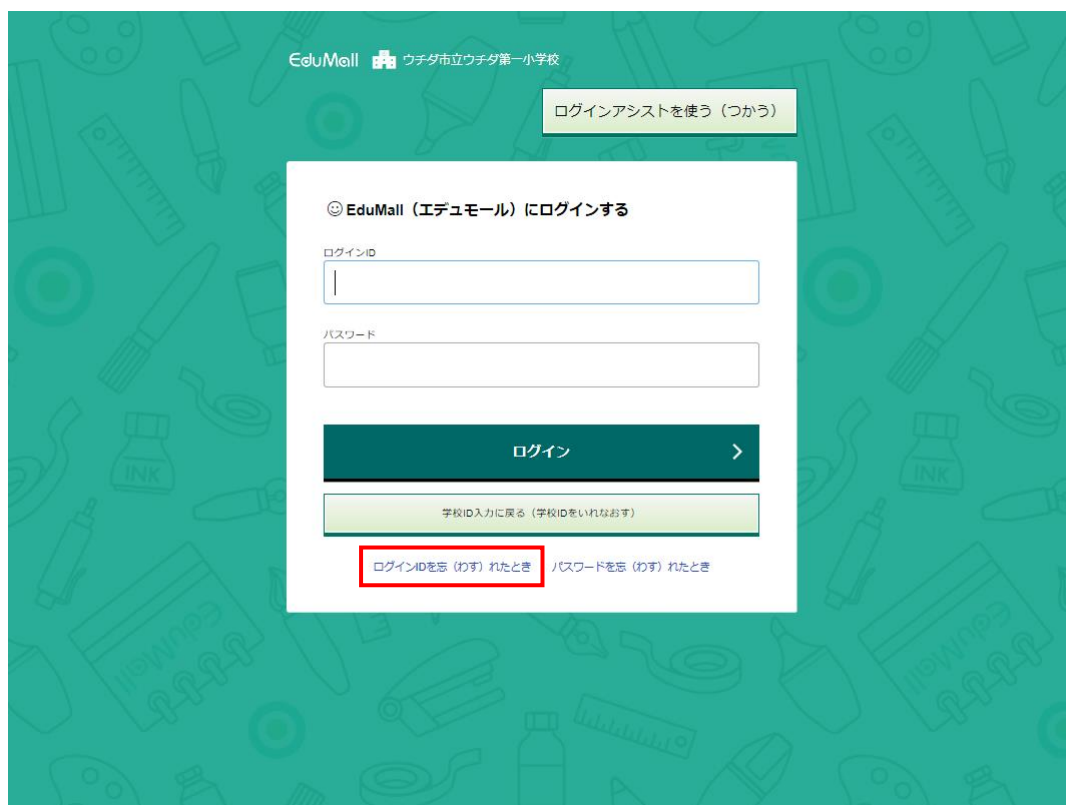 EduMall ウチダ市立ウチダ第一小学校
ログインアシストを使う（つかう）
EduMall（エデュモール）にログインする
ログインID
パスワード
ログイン
学校ID入力に戻る（学校IDをいれなおす）
ログインIDを忘（わす）れたとき パスワードを忘（わす）れたとき
INK
INK
EduMall
EduMall